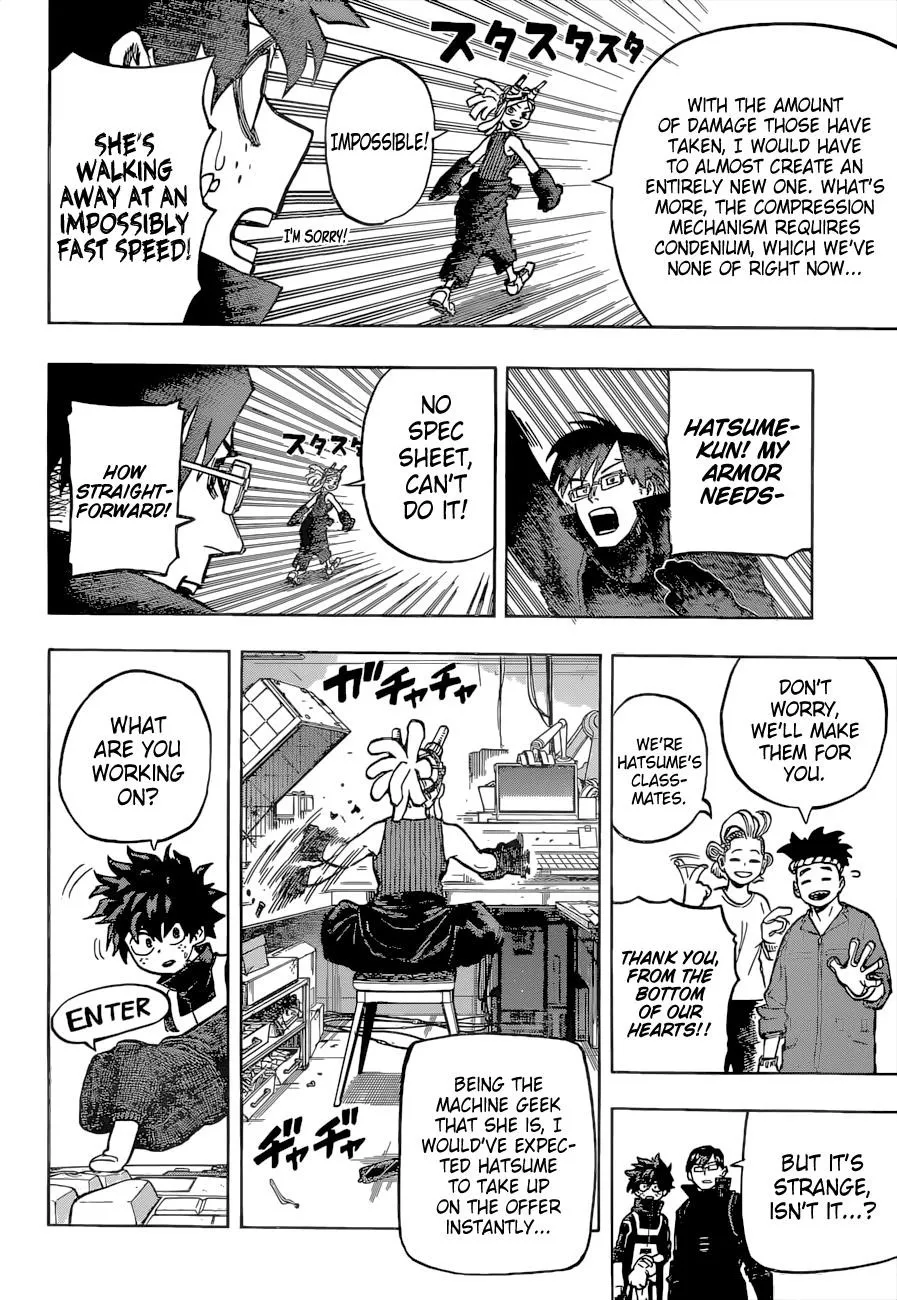 スタスタスタ
WITH THE AMOUNT
OF DAMAGE THOSE HAVE
TAKEN, I WOULD HAVE
TO ALMOST CREATE AN
ENTIRELY NEW ONE. WHAT'S
MORE, THE COMPRESSION
MECHANISM REQUIRES
CONDENIUM, WHICH WE'VE
NONE OF RIGHT NOW...
IMPOSSIBLE!
I'M SORRY!
SHE'S
WALKING
AWAY AT AN
IMPOSSIBLY
FAST SPEED!
HATSUME-
KUN! MY
ARMOR
NEEDS-
NO
SPEC
SHEET,
CAN'T
DO IT!
スタスタ
HOW
STRAIGHT-
FORWARD!
DON'T
WORRY,
WE'LL MAKE
THEM FOR
YOU.
WE'RE
HATSUME'S
CLASS-
MATES.
THANK YOU,
FROM THE
BOTTOM
OF OUR
HEARTS!!
BUT IT'S
STRANGE,
ISN'T IT...?
ガチャチャ
BEING THE
MACHINE GEEK
THAT SHE IS, I
WOULD'VE EXPEC-
TED HATSUME
TO TAKE UP
ON THE OFFER
INSTANTLY...
ヂャヂャ
WHAT
ARE YOU
WORKING
ON?
ENTER